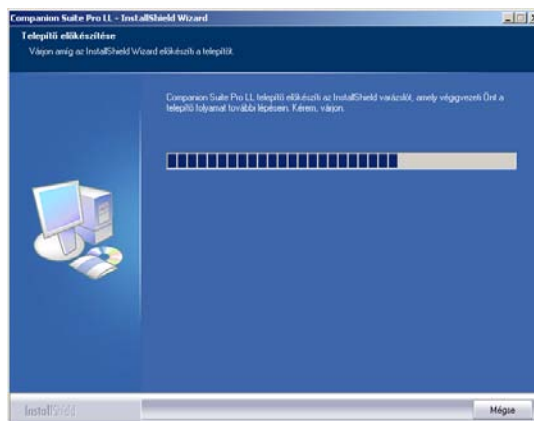 Companion Suite Pro LL - InstallShield Wizard
Telepítő előkészítése
Várjon amíg az InstallShield Wizard előkészíti a telepítőt.
Companion Suite Pro LL telepítő előkészíti az InstallShield varázslót, amely végigvezeti Önt a
telepítő folyamat további lépésein. Kérem, várjon.
InstallShield
Mégse